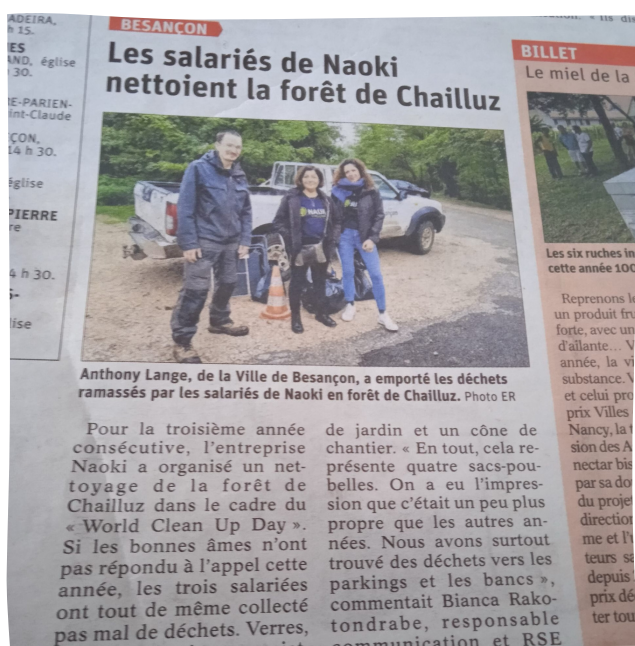 ADEIRA,
h 15.
ES
AND, église
30.
RE-PARIEN-
int-Claude
ÇON,
14 h 30.
église
PIERRE
re
4 h 30.
S-
lise
BESANÇON
Les salariés de Naoki
nettoient la forêt de Chailluz
Anthony Lange, de la Ville de Besançon, a emporté les déchets
ramassés par les salariés de Naoki en forêt de Chailluz. Photo ER
Pour la troisième année
consécutive, l'entreprise
Naoki a organisé un net-
toyage de la forêt de
Chailluz dans le cadre du
« World Clean Up Day ».
Si les bonnes âmes n'ont
pas répondu à l'appel cette
année, les trois salariées
ont tout de même collecté
pas mal de déchets. Verres,
de jardin et un cône de
chantier. « En tout, cela re-
présente quatre sacs-pou-
belles. On a eu l'impres-
sion que c'était un peu plus
propre que les autres an-
nées. Nous avons surtout
trouvé des déchets vers les
parkings et les bancs »,
commentait Bianca Rako-
tondrabe, responsable
communication et RSE
BILLET
Le miel de la
Les six ruches in
cette année 100
Reprenons le
un produit fru
forte, avec un
d'ailante... V
année, la vi
substance. V
et celui pro
prix Villes
Nancy, la t
sion des A
nectar bis
par sa do
du projet
direction
me et l'u
teurs sa
depuis
prix dé
ter tou